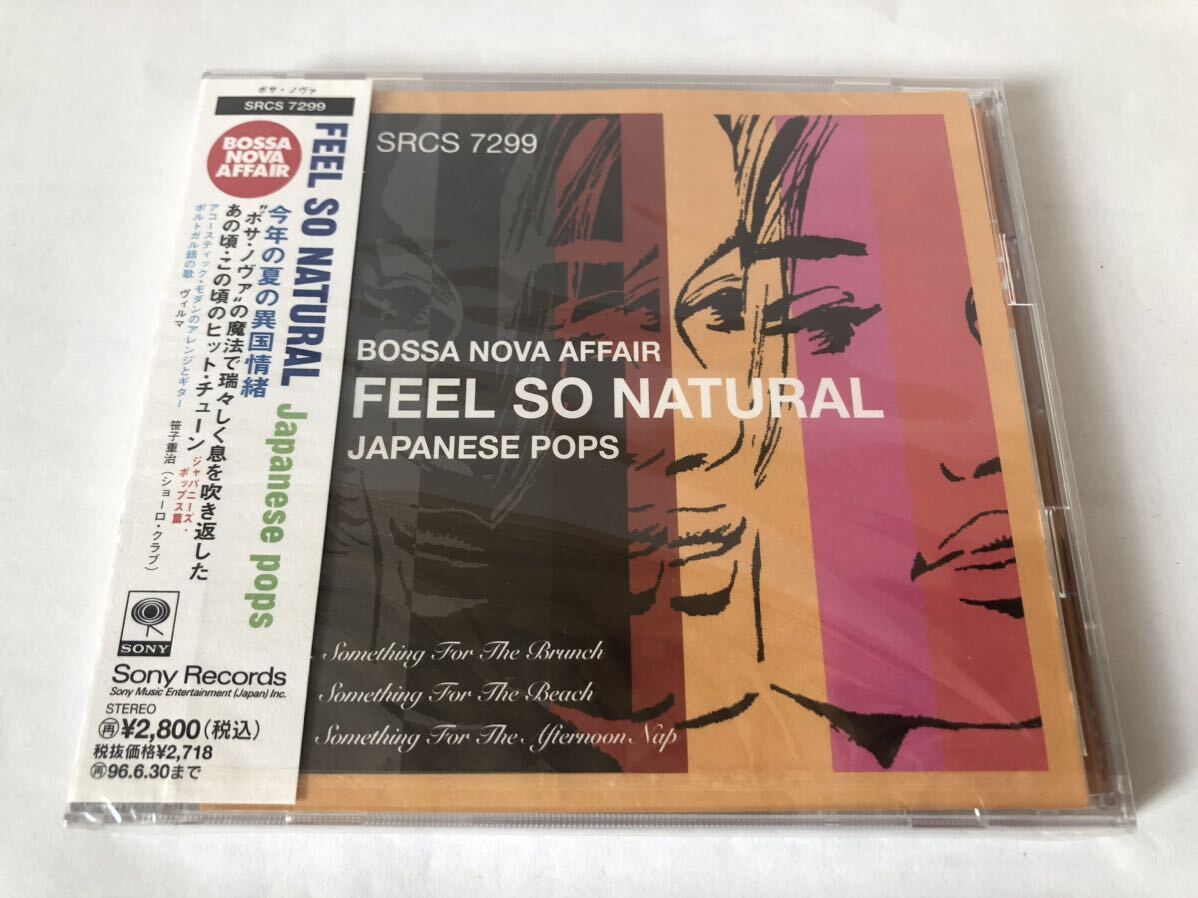 ボサ・ノヴァ
SRCS 7299
BOSSA
NOVA
AFFAIR
FEEL SO NATURAL Japanese pops
今年の夏の異国情緒
"ボサ・ノヴァ"の魔法で瑞々しく息を吹き返した
あの頃・この頃のヒット・チューン
ジャパニーズ・
ポップス篇
アコースティック・モダンのアレンジとギター 笹子重治(ショーロ・クラブ)
ポルトガル語の歌 ヴィルマ
SONY
Sony Records
Sony Music Entertainment (Japan) Inc.
STEREO
再¥2,800(税込)
税抜価格¥2,718
再96.6.30まで
SRCS 7299
BOSSA NOVA AFFAIR
FEEL SO NATURAL
JAPANESE POPS
Something For The Brunch
Something For The Beach
Something For The Afternoon Nap